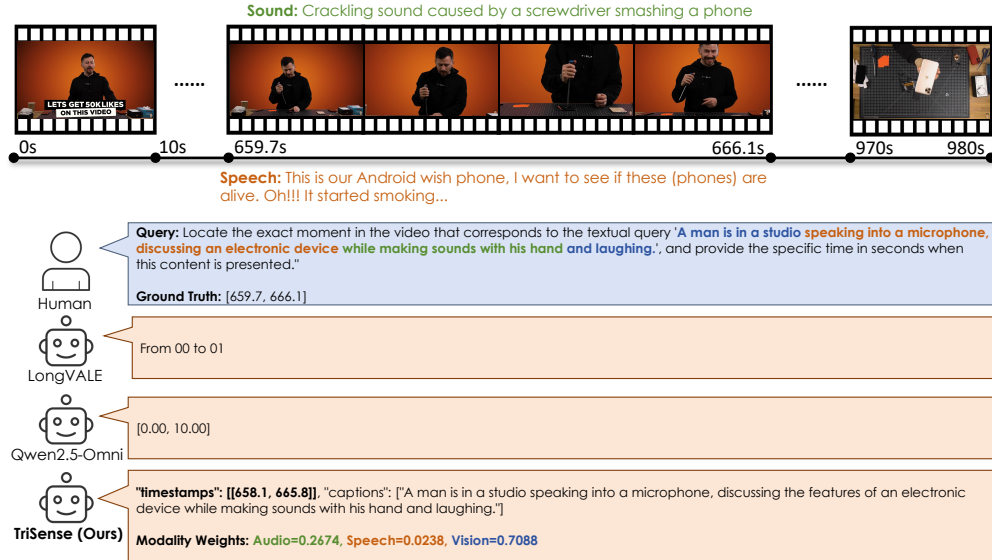 Sound: Crackling sound caused by a screwdriver smashing a phone
LETS GET 50K LIKES
ON THIS VIDEO
......
......
0s
10s
659.7s
666.1s
970s
980s
Speech: This is our Android wish phone, I want to see if these (phones) are
alive. Oh!!! It started smoking...
Query: Locate the exact moment in the video that corresponds to the textual query 'A man is in a studio speaking into a microphone,
discussing an electronic device while making sounds with his hand and laughing.', and provide the specific time in seconds when
this content is presented."
Ground Truth: [659.7, 666.1]
Human
From 00 to 01
LongVALE
[0.00, 10.00]
Qwen2.5-Omni
"timestamps": [[658.1, 665.8]], "captions": ["A man is in a studio speaking into a microphone, discussing the features of an electronic
device while making sounds with his hand and laughing."]
Modality Weights: Audio=0.2674, Speech=0.0238, Vision=0.7088
TriSense (Ours)